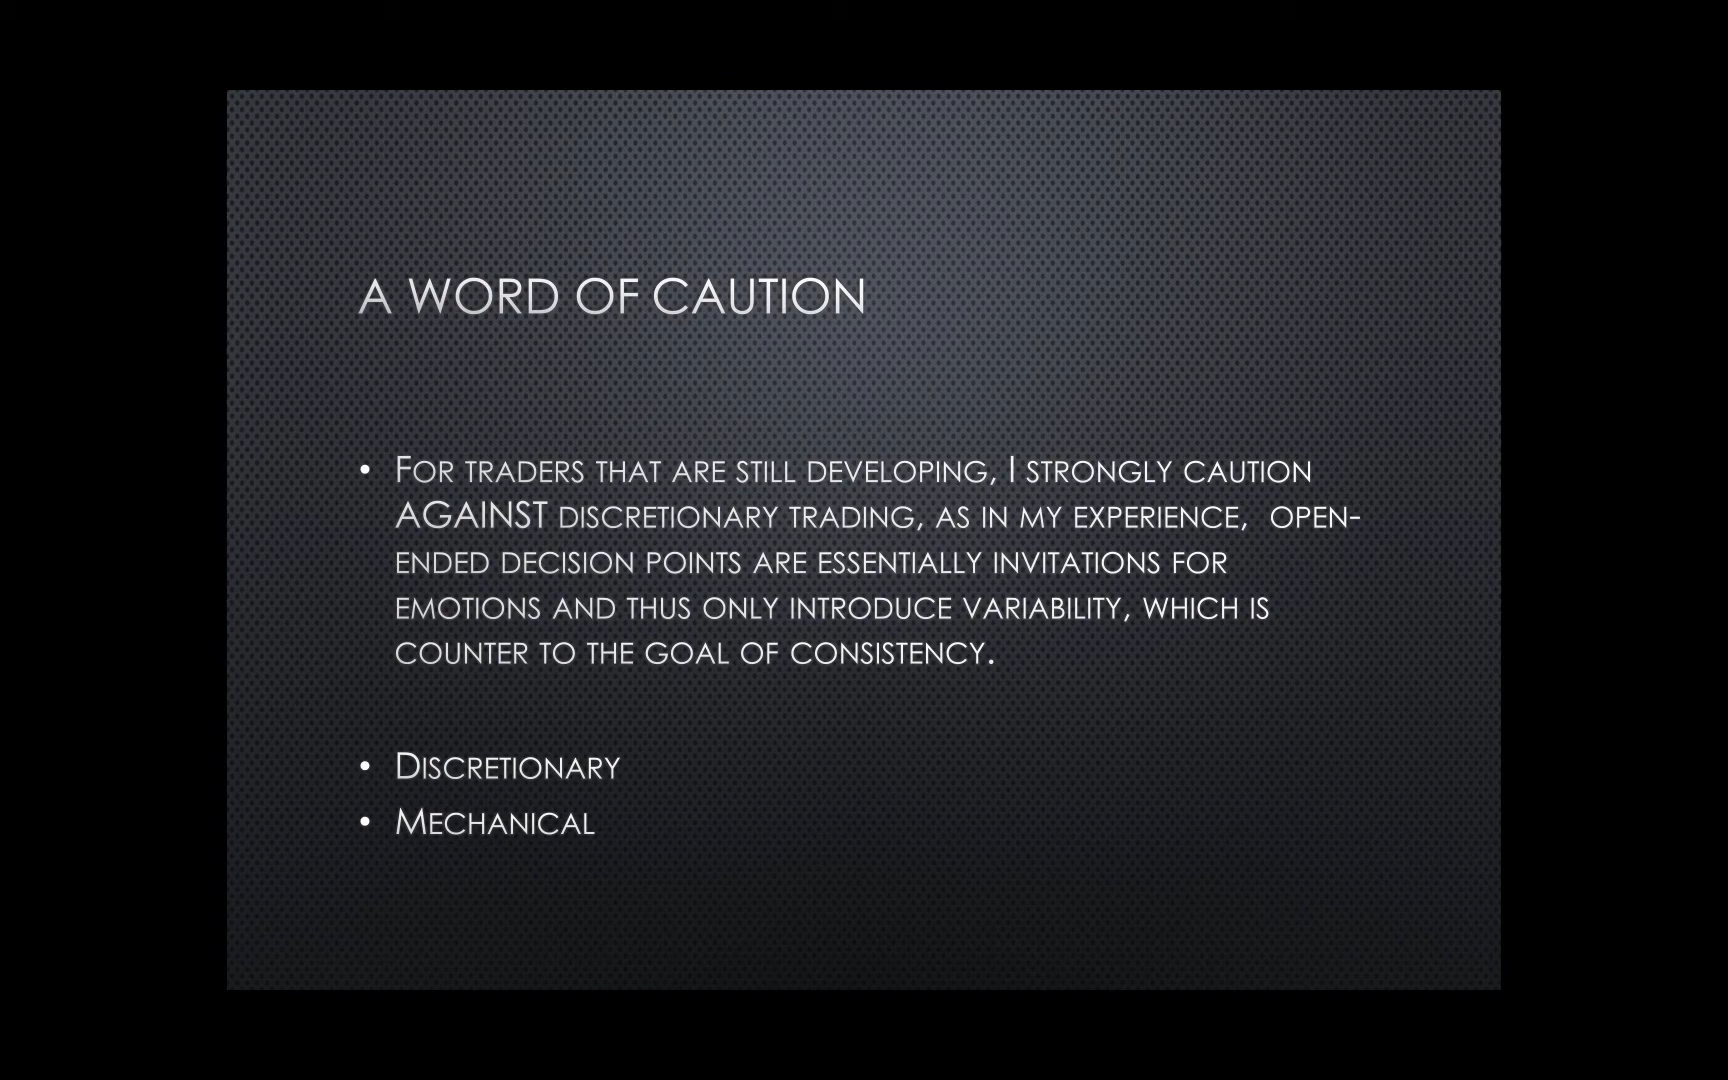 A WORD OF CAUTION
• For traders that are still developing, I strongly caution
AGAINST discretionary trading, as in my experience,  open-
ended decision points are essentially invitations for
emotions and thus only introduce variability, which is
counter to the goal of consistency.
• Discretionary
• Mechanical